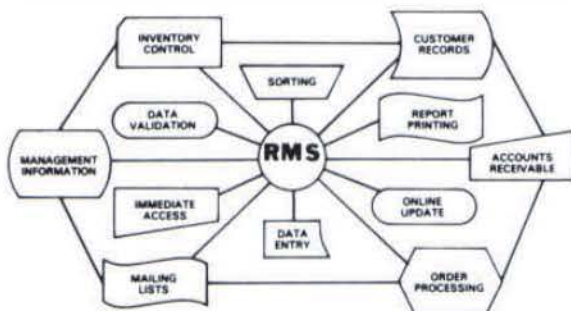 INVENTORY
CONTROL
CUSTOMER
RECORDS
SORTING
DATA
VALIDATION
REPORT
PRINTING
RMS
MANAGEMENT
INFORMATION
ACCOUNTS
RECEIVABLE
IMMEDIATE
ACCESS
ONLINE
UPDATE
DATA
ENTRY
MAILING
LISTS
ORDER
PROCESSING